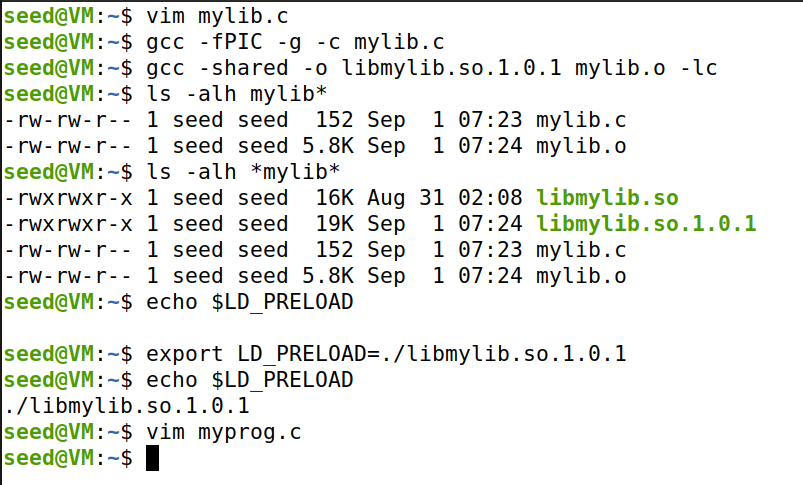 seed@VM:~$ vim mylib.c
seed@VM:~$ gcc -fPIC -g -c mylib.c
seed@VM:~$ gcc -shared -o libmylib.so.1.0.1 mylib.o -lc
seed@VM:~$ ls -alh mylib*
-rw-rw-r-- 1 seed seed  152 Sep  1 07:23 mylib.c
-rw-rw-r-- 1 seed seed 5.8K Sep  1 07:24 mylib.o
seed@VM:~$ ls -alh *mylib*
-rwxrwxr-x 1 seed seed  16K Aug 31 02:08 libmylib.so
-rwxrwxr-x 1 seed seed  19K Sep  1 07:24 libmylib.so.1.0.1
-rw-rw-r-- 1 seed seed  152 Sep  1 07:23 mylib.c
-rw-rw-r-- 1 seed seed 5.8K Sep  1 07:24 mylib.o
seed@VM:~$ echo $LD_PRELOAD

seed@VM:~$ export LD_PRELOAD=./libmylib.so.1.0.1
seed@VM:~$ echo $LD_PRELOAD
./libmylib.so.1.0.1
seed@VM:~$ vim myprog.c
seed@VM:~$